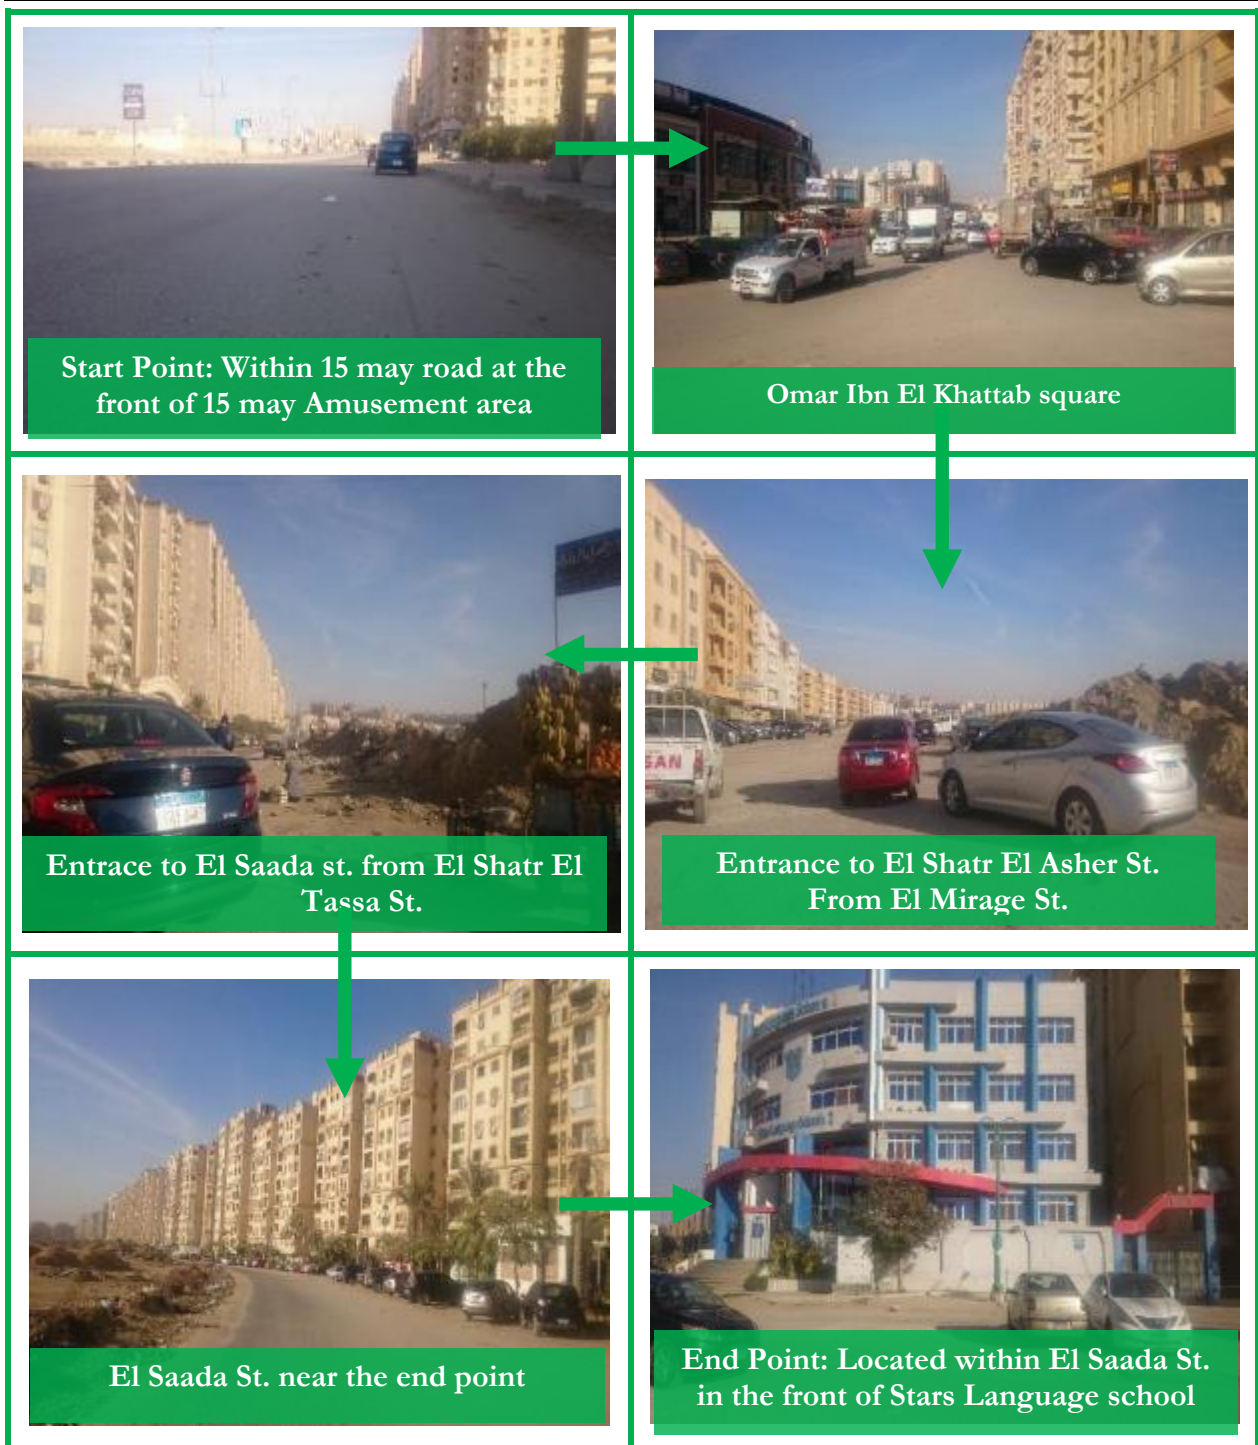 Start Point: Within 15 may road at the
front of 15 may Amusement area
Omar Ibn El Khattab square
Entrace to El Saada st. from El Shatr El
Tassa St.
SAN
Entrance to El Shatr El Asher St.
From El Mirage St.
El Saada St. near the end point
End Point: Located within El Saada St.
in the front of Stars Language school